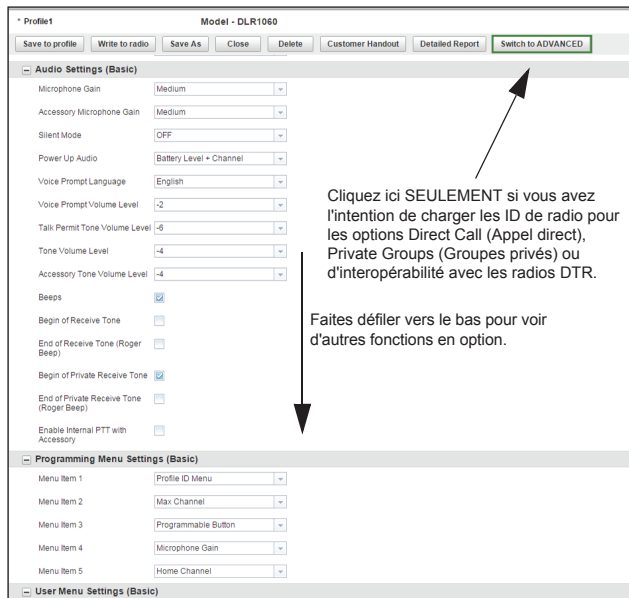 * Profile1 Model - DLR1060
Save to profile Write to radio Save As Close Delete Customer Handout Detailed Report Switch to ADVANCED
Audio Settings (Basic)
Microphone Gain Medium
Accessory Microphone Gain Medium
Silent Mode OFF
Power Up Audio Battery Level + Channel
Voice Prompt Language English
Voice Prompt Volume Level -2
Talk Permit Tone Volume Level -6
Tone Volume Level -4
Accessory Tone Volume Level -4
Beeps
Begin of Receive Tone
End of Receive Tone (Roger
Beep)
Begin of Private Receive Tone
End of Private Receive Tone
(Roger Beep)
Enable Internal PTT with
Accessory
Cliquez ici SEULEMENT si vous avez
l'intention de charger les ID de radio pour
les options Direct Call (Appel direct),
Private Groups (Groupes privés) ou
d'interopérabilité avec les radios DTR.
Faites défiler vers le bas pour voir
d'autres fonctions en option.
Programming Menu Settings (Basic)
Menu Item 1 Profile ID Menu
Menu Item 2 Max Channel
Menu Item 3 Programmable Button
Menu Item 4 Microphone Gain
Menu Item 5 Home Channel
User Menu Settings (Basic)